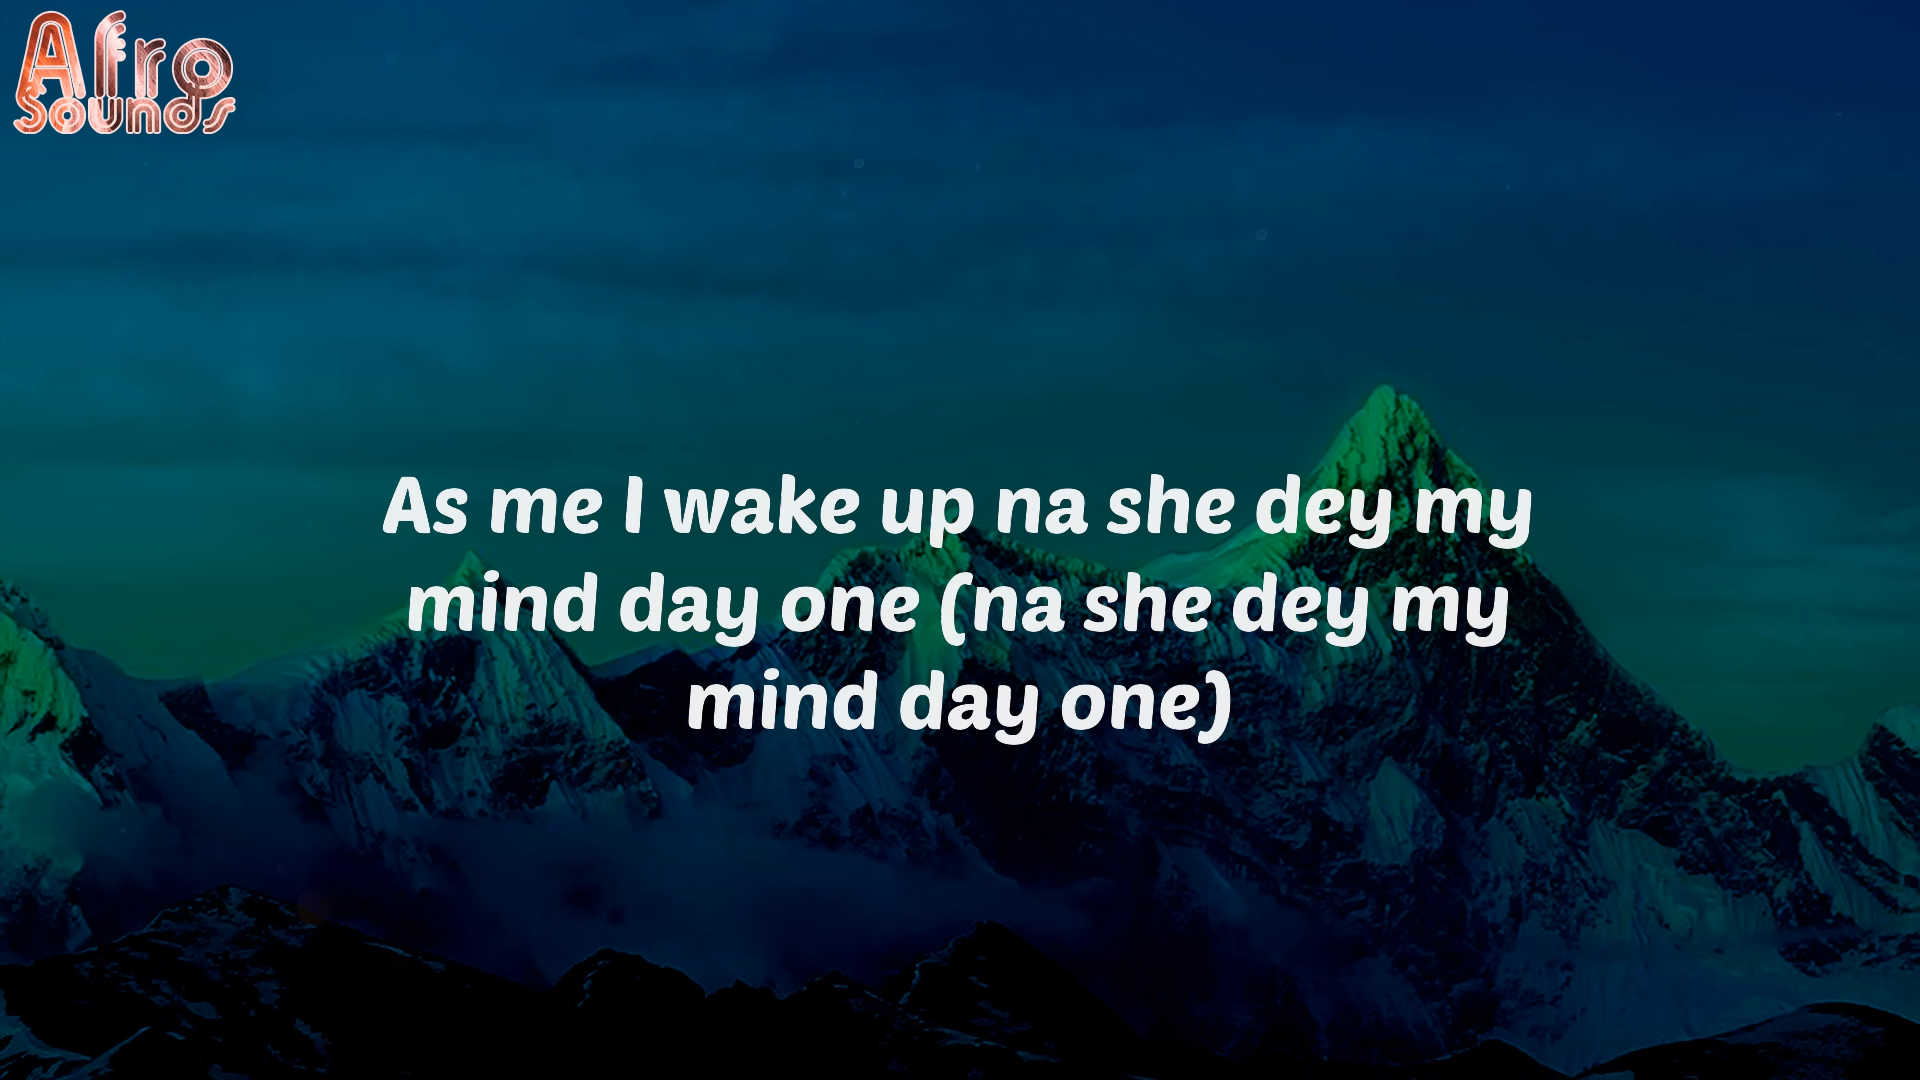 Afro
Sounds
As me I wake up na she dey my
mind day one (na she dey my
mind day one)